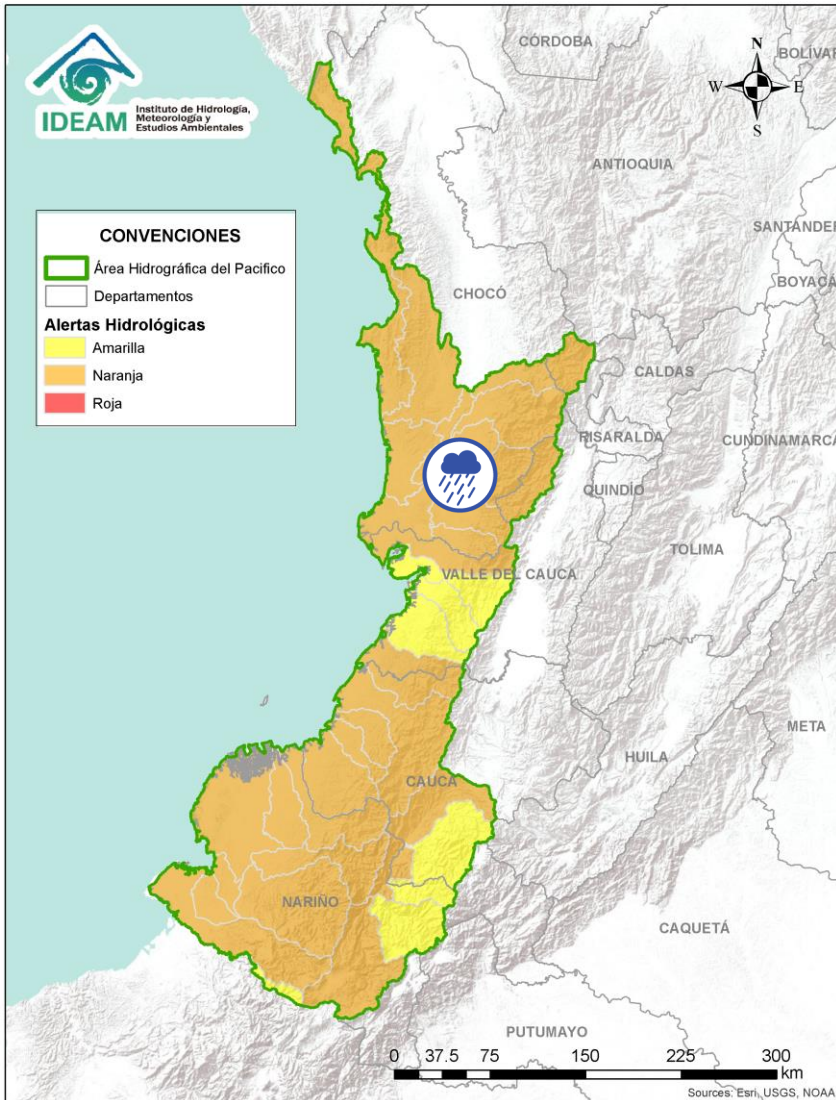 IDEAM
Instituto de Hidrología,
Meteorología y
Estudios Ambientales
N
W
E
S
CÓRDOBA
BOLÍVAR
ANTIOQUIA
SANTANDER
BOYACÁ
CHOCÓ
CALDAS
RISARALDA
CUNDINAMARCA
QUINDÍO
TOLIMA
VALLE DEL CAUCA
META
HUILA
CAUCA
NARIÑO
CAQUETÁ
PUTUMAYO
CONVENCIONES
Área Hidrográfica del Pacifico
Departamentos
Alertas Hidrológicas
Amarilla
Naranja
Roja
0 37.5 75 150 225 300
km
Sources: Esri, USGS, NOAA